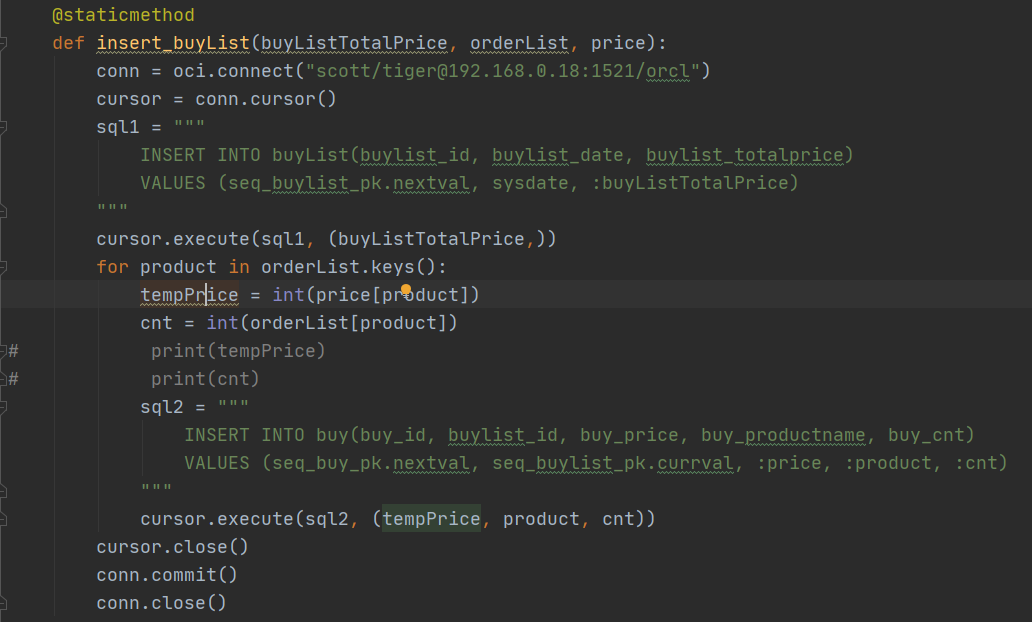 @staticmethod
def insert_buyList(buyListTotalPrice, orderList, price):
conn = oci.connect("scott/tiger@192.168.0.18:1521/orcl")
cursor = conn.cursor()
sql1 = """
INSERT INTO buyList(buylist_id, buylist_date, buylist_totalprice)
VALUES (seq_buylist_pk.nextval, sysdate, :buyListTotalPrice)
"""
cursor.execute(sql1, (buyListTotalPrice,))
for product in orderList.keys():
tempPrice = int(price[product])
cnt = int(orderList[product])
# print(tempPrice)
# print(cnt)
sql2 = """
INSERT INTO buy(buy_id, buylist_id, buy_price, buy_productname, buy_cnt)
VALUES (seq_buy_pk.nextval, seq_buylist_pk.currval, :price, :product, :cnt)
"""
cursor.execute(sql2, (tempPrice, product, cnt))
cursor.close()
conn.commit()
conn.close()